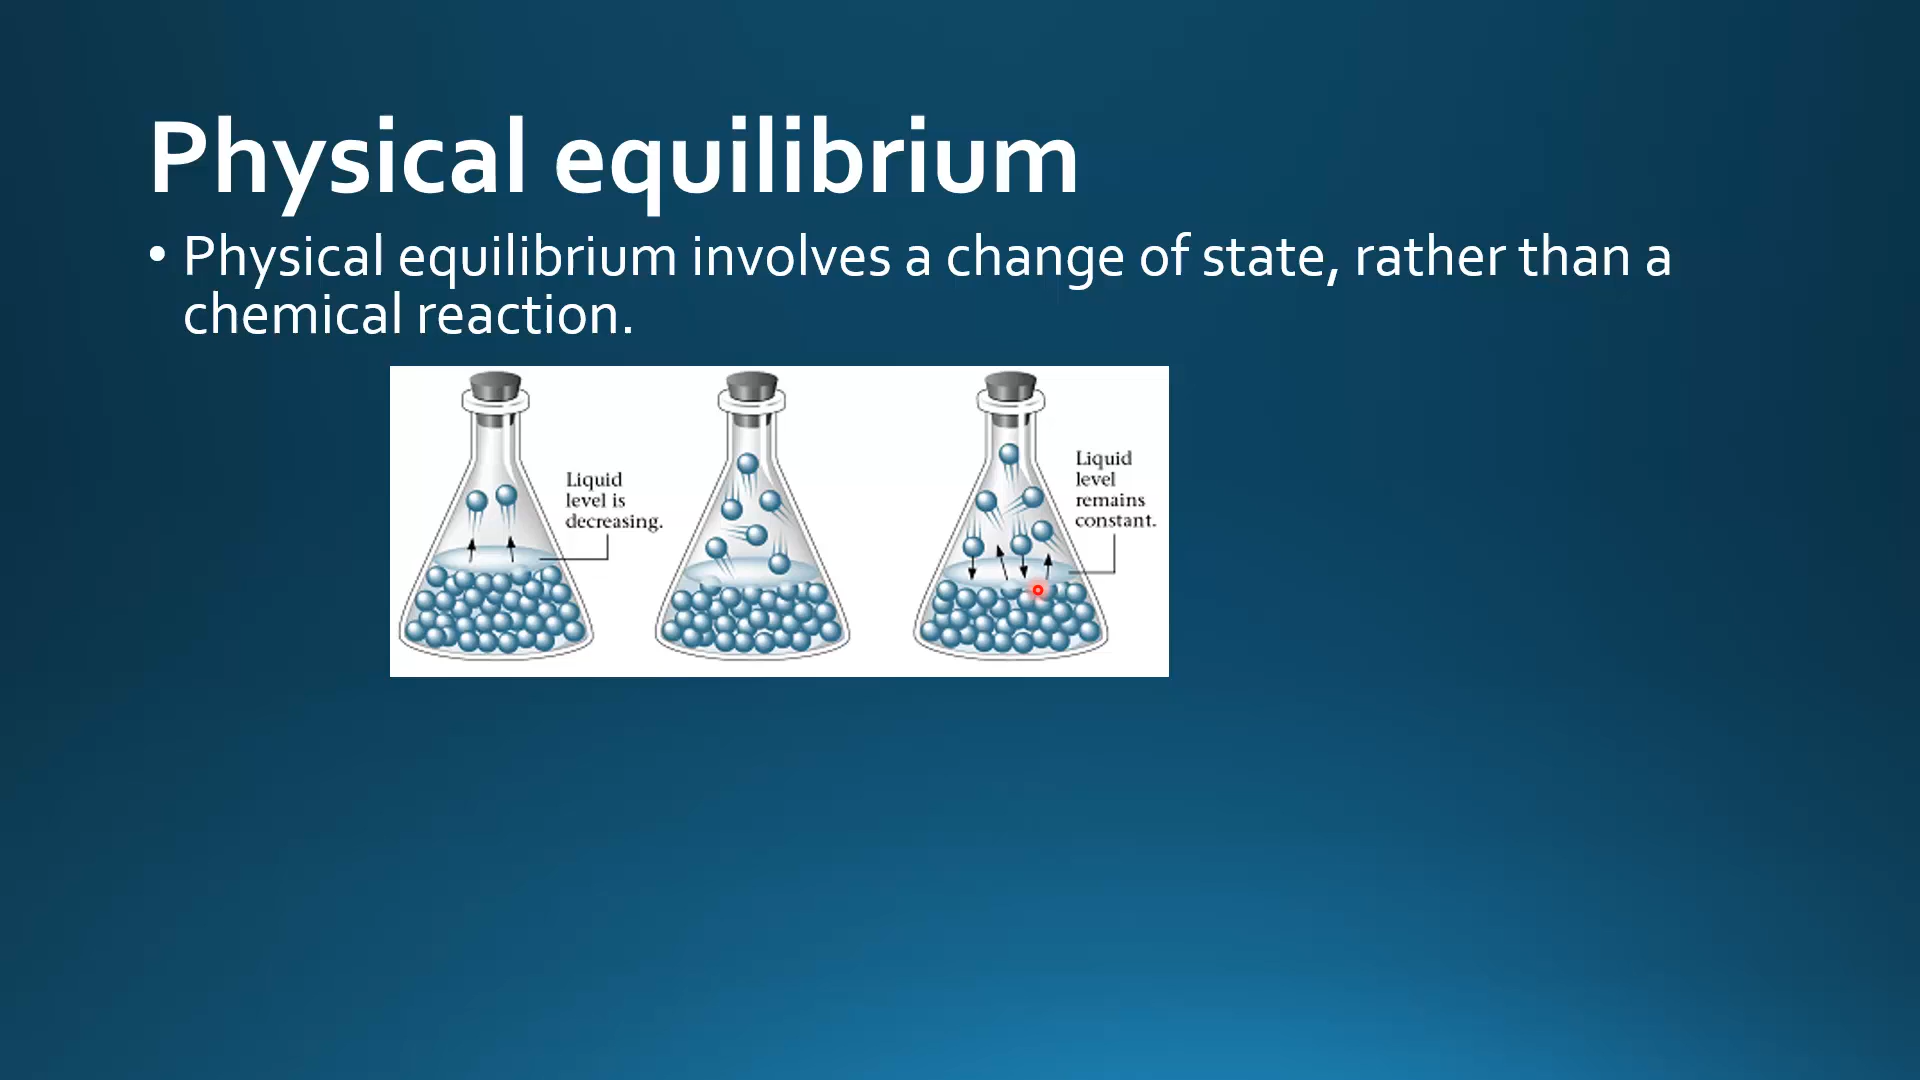 Physical equilibrium
• Physical equilibrium involves a change of state, rather than a
chemical reaction.
Liquid
level is
decreasing.
Liquid
level
remains
constant.